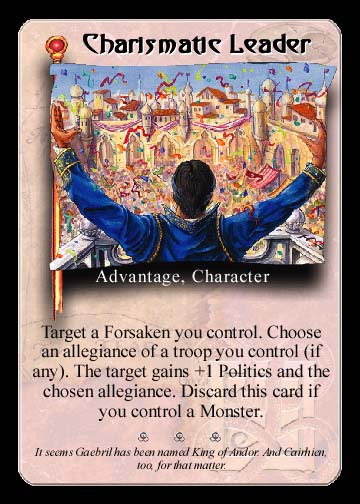 Charismatic Leader
Advantage, Character
Target a Forsaken you control. Choose
an allegiance of a troop you control (if
any). The target gains +1 Politics and the
chosen allegiance. Discard this card if
you control a Monster.
It seems Gaebril has been named King of Andor. And Cairhien,
too, for that matter.